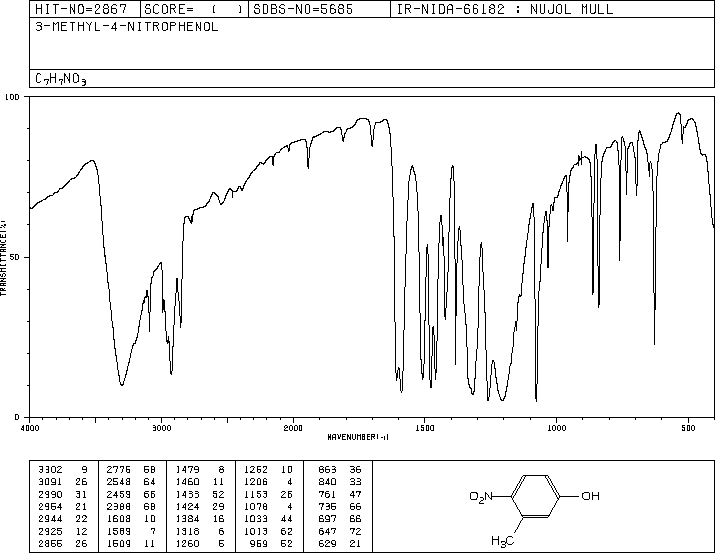 HIT-NO=2867 SCORE= ( ) SDBS-NO=5685 IR-NIDA-66182 : NUJOL MULL
3-METHYL-4-NITROPHENOL
C7H7NO3
100
50
0
TRANSMITTANCE(%)
4000 3000 2000 1500 1000 500
WAVENUMBER(-1)
3302 9 2776 68 1479 8 1262 10 863 36
3091 26 2548 64 1460 11 1206 4 840 33
2990 31 2459 66 1433 52 1153 26 761 47
2954 21 2388 68 1424 29 1078 4 735 66
2944 22 1608 10 1384 16 1033 44 697 66
2925 12 1589 7 1318 6 1013 62 647 72
2855 26 1509 11 1260 5 959 52 629 21
O2N
OH
H3C